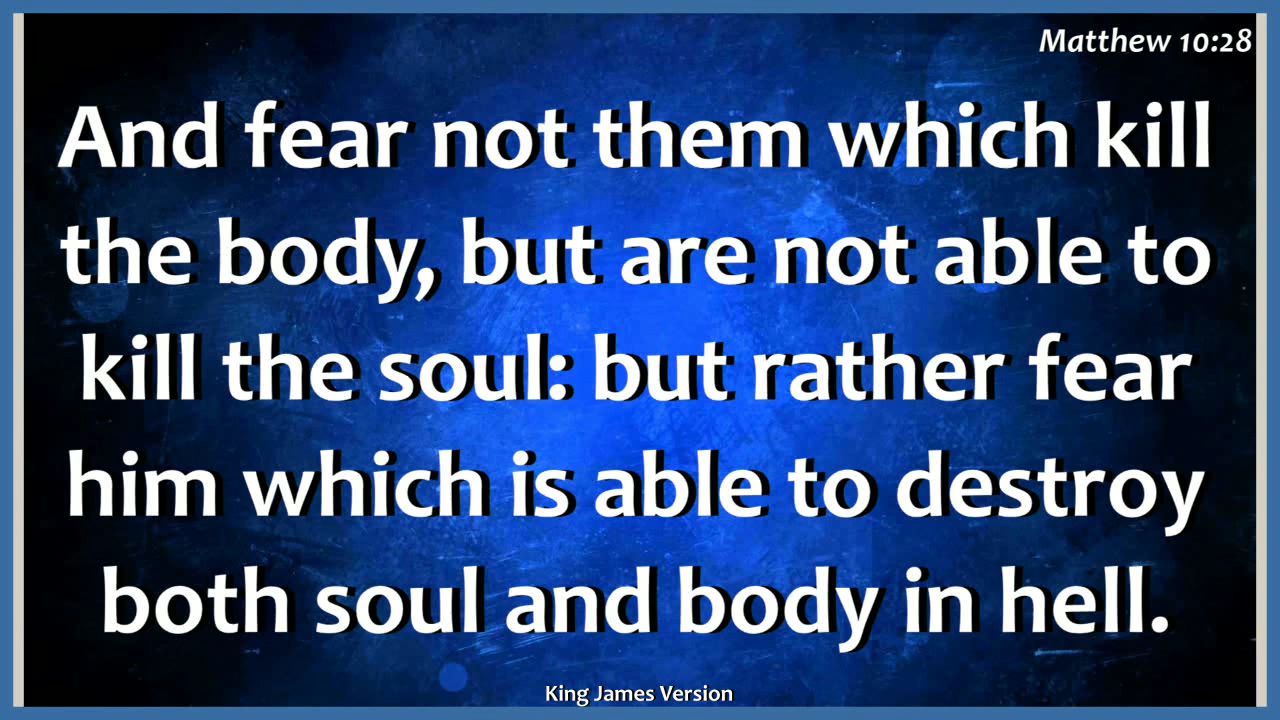 Matthew 10:28
And fear not them which kill
the body, but are not able to
kill the soul: but rather fear
him which is able to destroy
both soul and body in hell.
King James Version